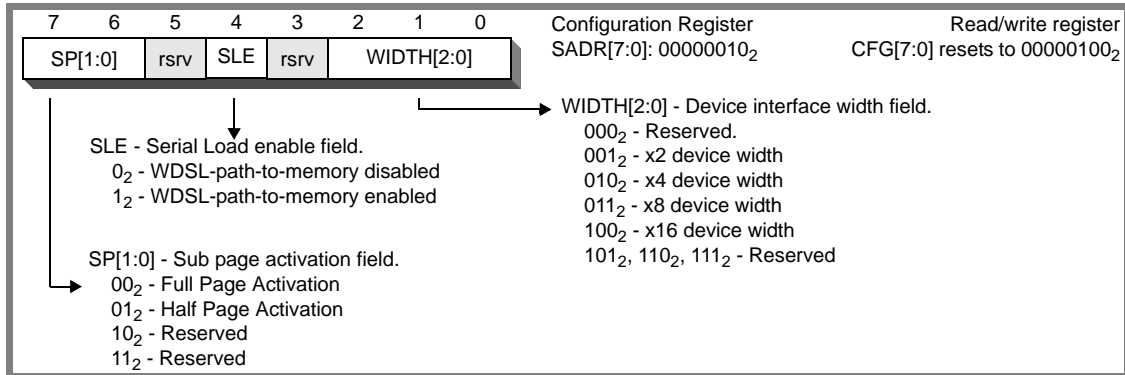 7 6 5 4 3 2 1 0
SP[1:0] rsrv SLE rsrv WIDTH[2:0]
Configuration Register
SADR[7:0]: 00000010₂
Read/write register
CFG[7:0] resets to 00000100₂
WIDTH[2:0] - Device interface width field.
000₂ - Reserved.
001₂ - x2 device width
010₂ - x4 device width
011₂ - x8 device width
100₂ - x16 device width
101₂, 110₂, 111₂ - Reserved
SLE - Serial Load enable field.
0₂ - WDSL-path-to-memory disabled
1₂ - WDSL-path-to-memory enabled
SP[1:0] - Sub page activation field.
00₂ - Full Page Activation
01₂ - Half Page Activation
10₂ - Reserved
11₂ - Reserved